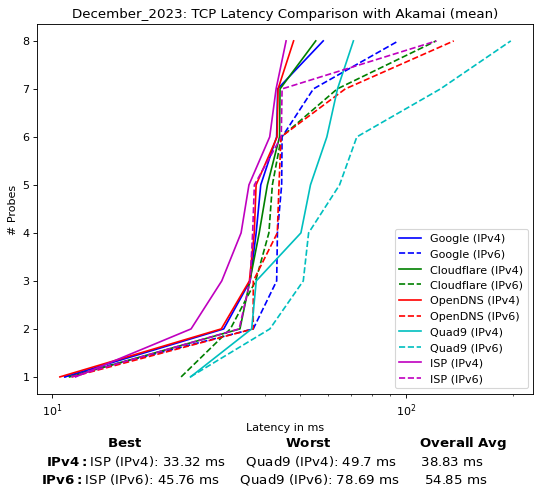 December_2023: TCP Latency Comparison with Akamai (mean)
8
7
6
5
4
3
2
1
# Probes
Google (IPv4)
Google (IPv6)
Cloudflare (IPv4)
Cloudflare (IPv6)
OpenDNS (IPv4)
OpenDNS (IPv6)
Quad9 (IPv4)
Quad9 (IPv6)
ISP (IPv4)
ISP (IPv6)
10¹ 10²
Latency in ms
Best Worst Overall Avg
IPv4: ISP (IPv4): 33.32 ms Quad9 (IPv4): 49.7 ms 38.83 ms
IPv6: ISP (IPv6): 45.76 ms Quad9 (IPv6): 78.69 ms 54.85 ms